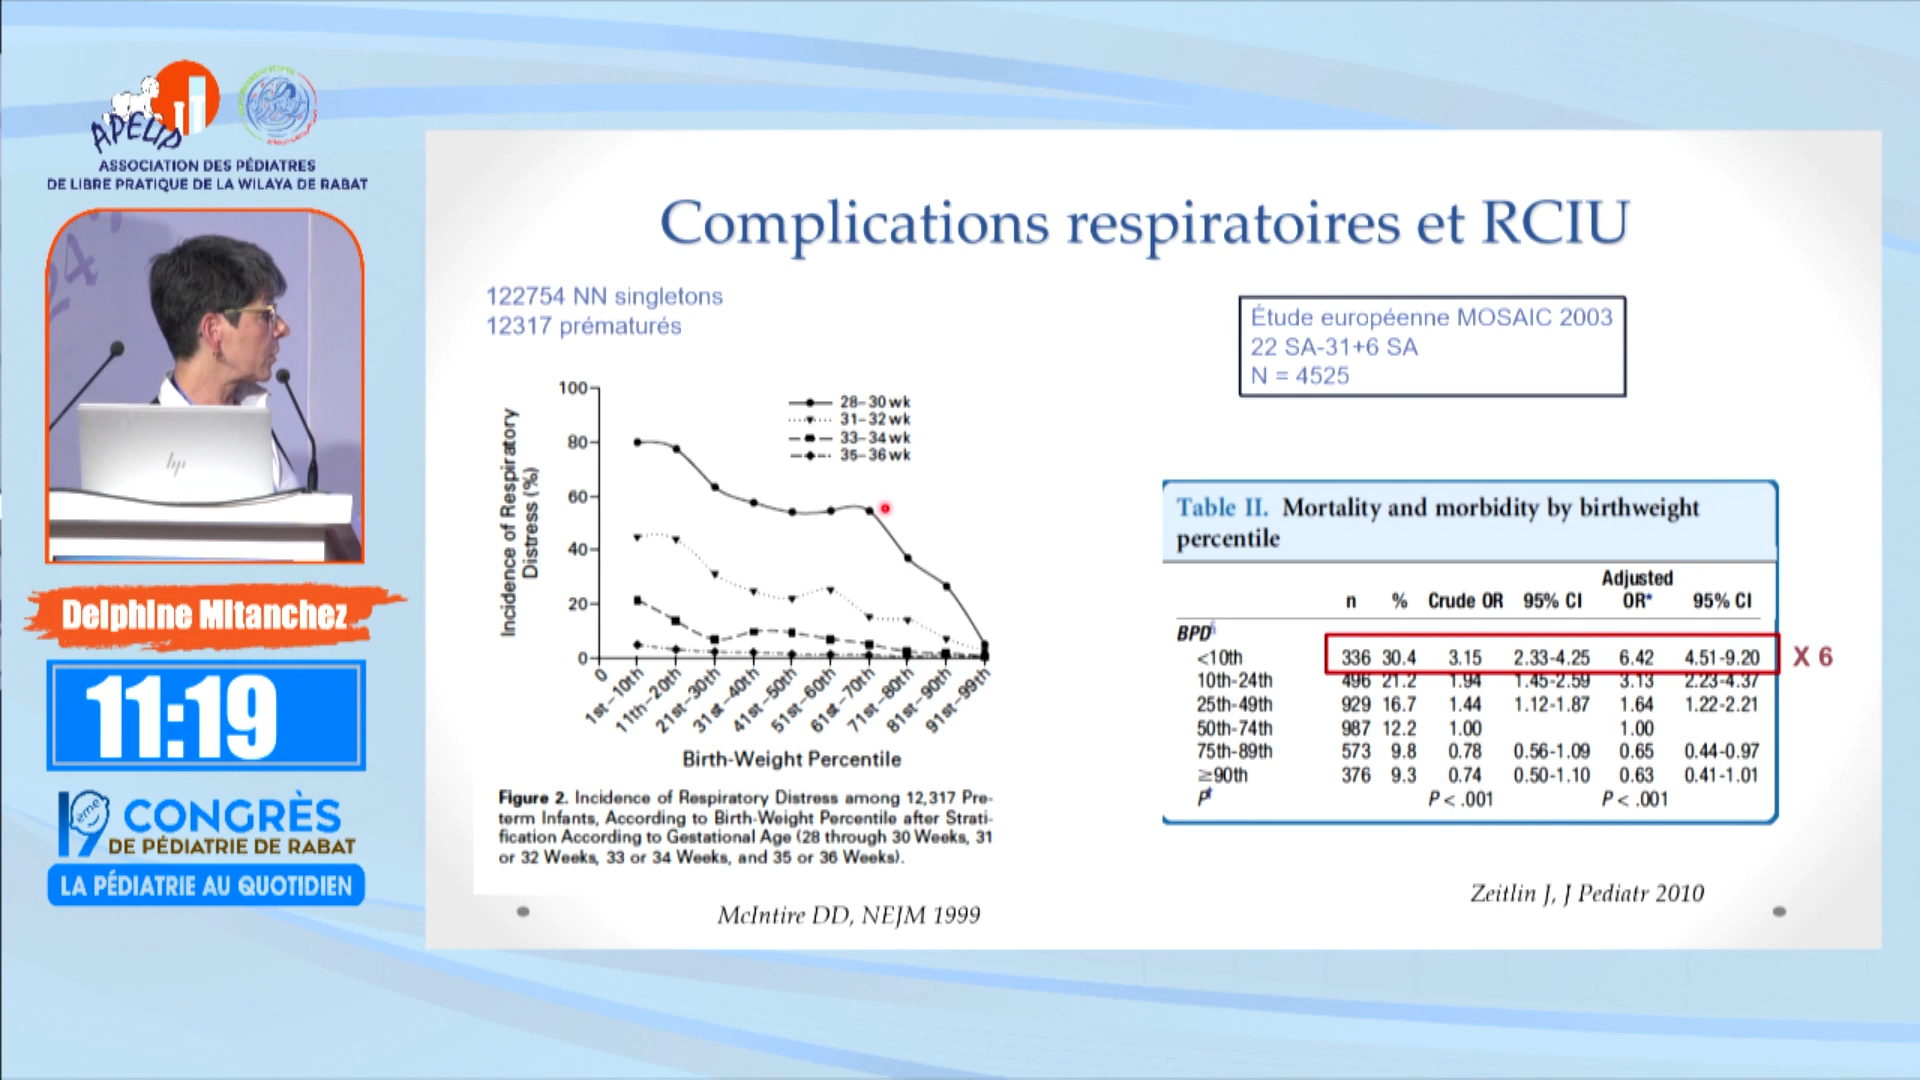 APELIP
ASSOCIATION DES PÉDIATRES
DE LIBRE PRATIQUE DE LA WILAYA DE RABAT
hp
Delphine Mitanchez
11:19
19ème CONGRÈS
DE PÉDIATRIE DE RABAT
LA PÉDIATRIE AU QUOTIDIEN
Complications respiratoires et RCIU
122754 NN singletons
12317 prématurés
100
80
60
40
20
0
Incidence of Respiratory
Distress (%)
28–30 wk
31–32 wk
33–34 wk
35–36 wk
0
1st–10th
11th–20th
21st–30th
31st–40th
41st–50th
51st–60th
61st–70th
71st–80th
81st–90th
91st–99th
Birth-Weight Percentile
Figure 2. Incidence of Respiratory Distress among 12,317 Pre-
term Infants, According to Birth-Weight Percentile after Strati-
fication According to Gestational Age (28 through 30 Weeks, 31
or 32 Weeks, 33 or 34 Weeks, and 35 or 36 Weeks).
McIntire DD, NEJM 1999
Étude européenne MOSAIC 2003
22 SA-31+6 SA
N = 4525
Table II. Mortality and morbidity by birthweight
percentile
n % Crude OR 95% CI Adjusted OR* 95% CI
BPD
<10th 336 30.4 3.15 2.33-4.25 6.42 4.51-9.20 X 6
10th-24th 496 21.2 1.94 1.45-2.59 3.13 2.23-4.37
25th-49th 929 16.7 1.44 1.12-1.87 1.64 1.22-2.21
50th-74th 987 12.2 1.00 1.00
75th-89th 573 9.8 0.78 0.56-1.09 0.65 0.44-0.97
≥90th 376 9.3 0.74 0.50-1.10 0.63 0.41-1.01
P P < .001 P < .001
Zeitlin J, J Pediatr 2010